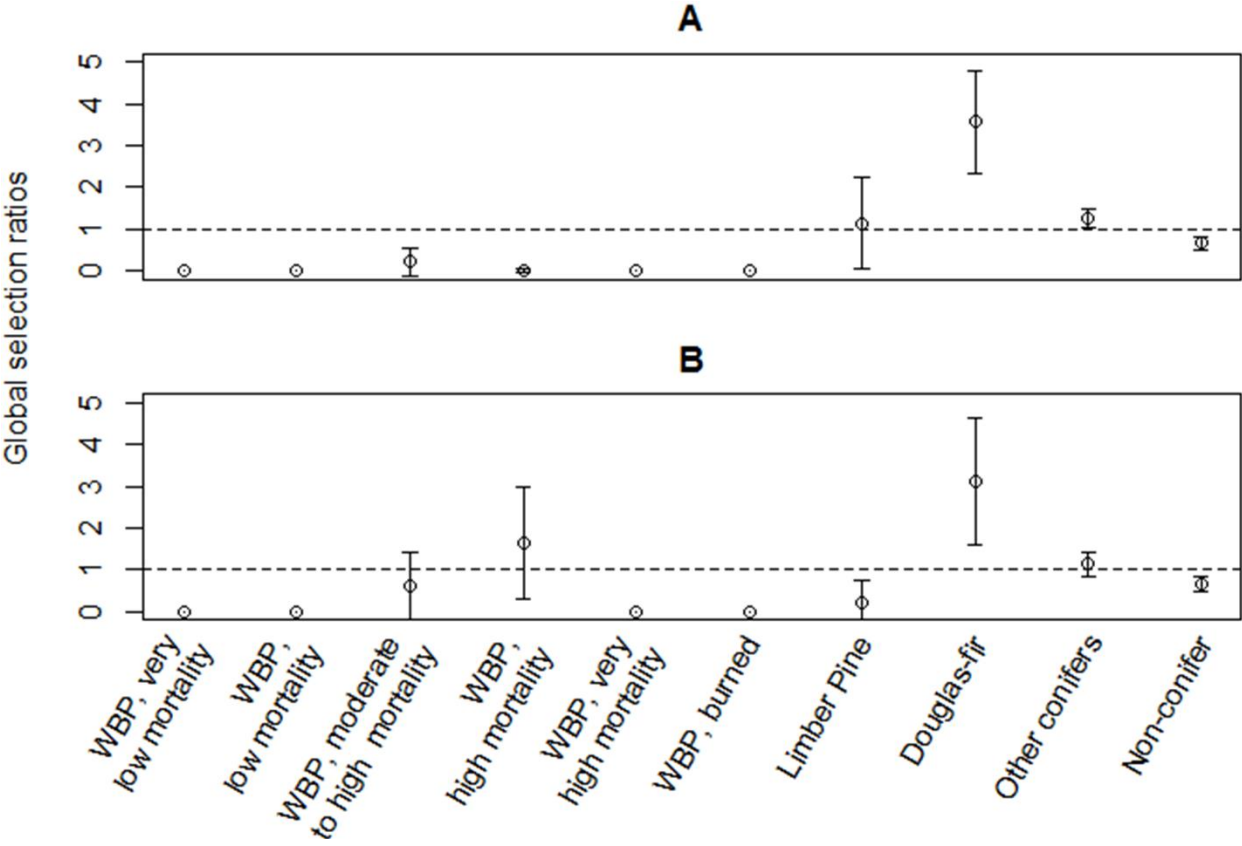 A
Global selection ratios
5
4
3
2
1
0
B
5
4
3
2
1
0
WBP, very
low mortality
WBP,
low mortality
WBP, moderate
to high mortality
WBP,
high mortality
WBP, very
high mortality
WBP, burned
Limber Pine
Douglas-fir
Other conifers
Non-conifer